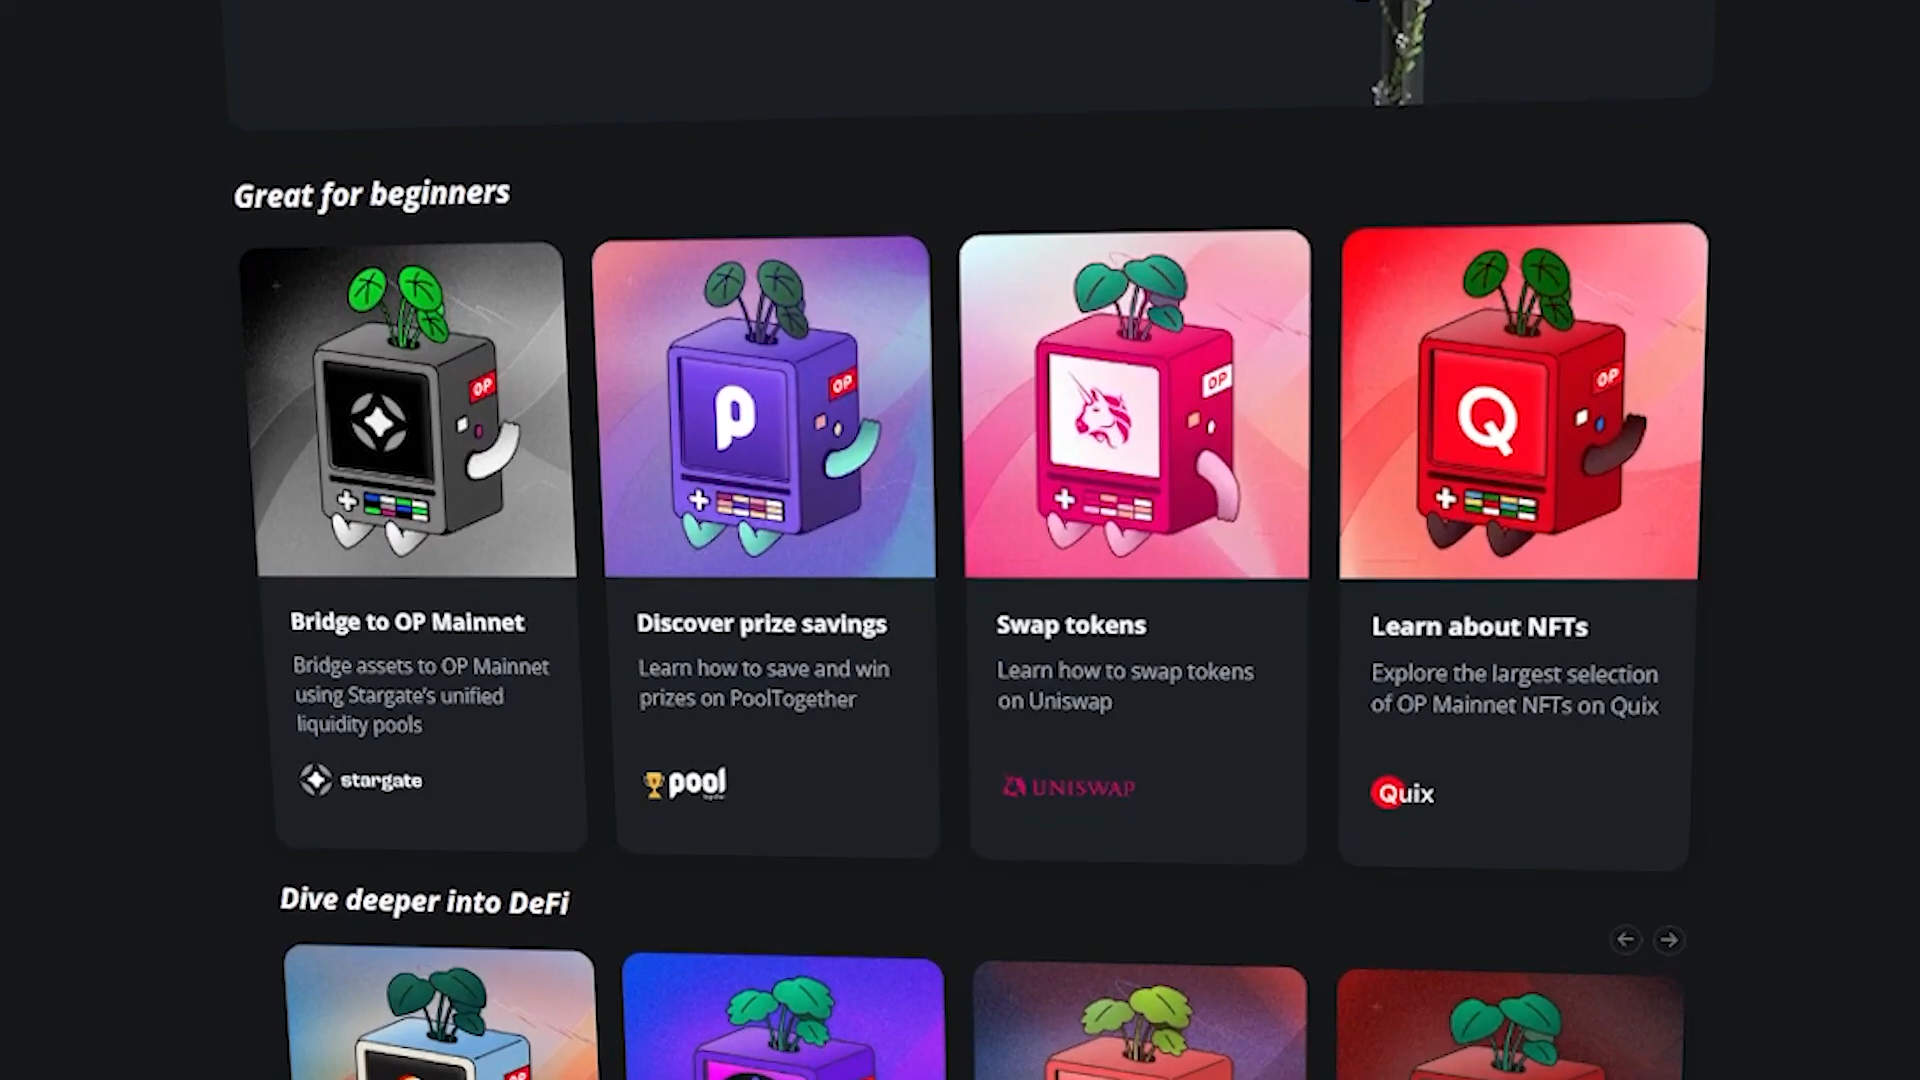 Great for beginners
OP
OP
OP
OP
p
Q
Bridge to OP Mainnet
Bridge assets to OP Mainnet
using Stargate's unified
liquidity pools
stargate
Discover prize savings
Learn how to save and win
prizes on PoolTogether
pool
Swap tokens
Learn how to swap tokens
on Uniswap
UNISWAP
Learn about NFTs
Explore the largest selection
of OP Mainnet NFTs on Quix
Quix
Dive deeper into DeFi